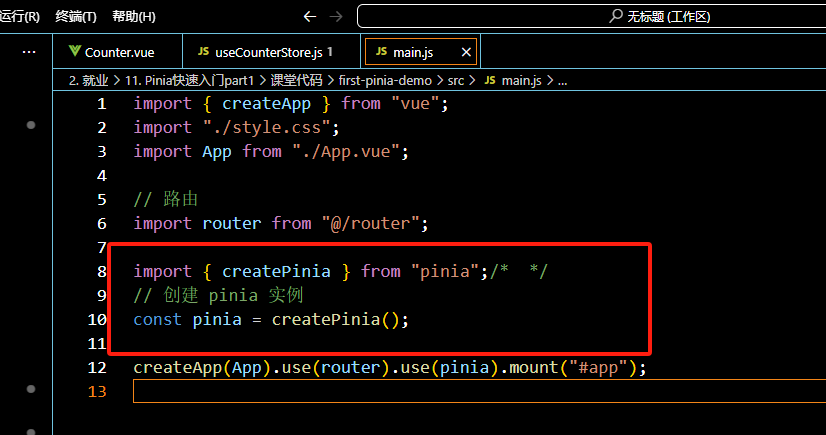 运行(R) 终端(T) 帮助(H) 无标题 (工作区)
Counter.vue JS useCounterStore.js 1 JS main.js
2. 就业 > 11. Pinia快速入门part1 > 课堂代码 > first-pinia-demo > src > JS main.js > ...
1 import { createApp } from "vue";
2 import "./style.css";
3 import App from "./App.vue";
4
5 // 路由
6 import router from "@/router";
7
8 import { createPinia } from "pinia";/*  */
9 // 创建 pinia 实例
10 const pinia = createPinia();
11
12 createApp(App).use(router).use(pinia).mount("#app");
13